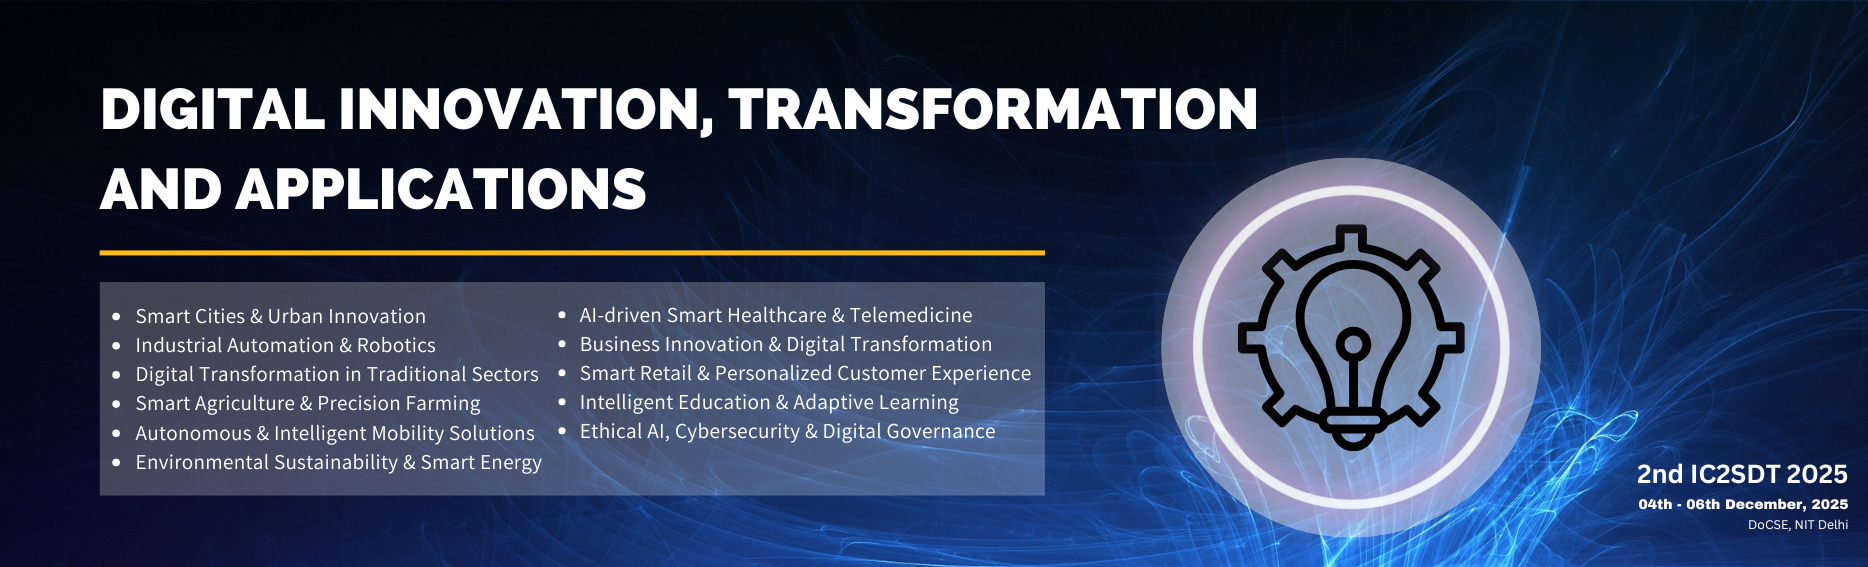 DIGITAL INNOVATION, TRANSFORMATION
AND APPLICATIONS
• Smart Cities & Urban Innovation
• Industrial Automation & Robotics
• Digital Transformation in Traditional Sectors
• Smart Agriculture & Precision Farming
• Autonomous & Intelligent Mobility Solutions
• Environmental Sustainability & Smart Energy
• AI-driven Smart Healthcare & Telemedicine
• Business Innovation & Digital Transformation
• Smart Retail & Personalized Customer Experience
• Intelligent Education & Adaptive Learning
• Ethical AI, Cybersecurity & Digital Governance
2nd IC2SDT 2025
04th - 06th December, 2025
DoCSE, NIT Delhi